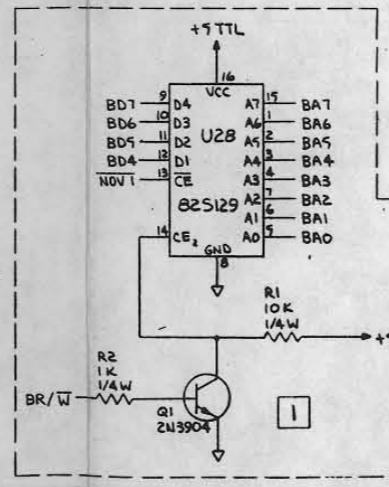 +5 TTL
16
VCC
BD7 9 D4 A7 15 BA7
BD6 10 D3 A6 1 BA6
U28
BD5 11 D2 A5 2 BA5
BD4 12 D1 A4 3 BA4
NOV 1 13 CE A3 4 BA3
82S129 A2 7 BA2
A1 6 BA1
14 CE2 A0 5 BA0
GND
8
R1
10K
1/4W
R2
1K
1/4W
BR/W
Q1
2N3904
1